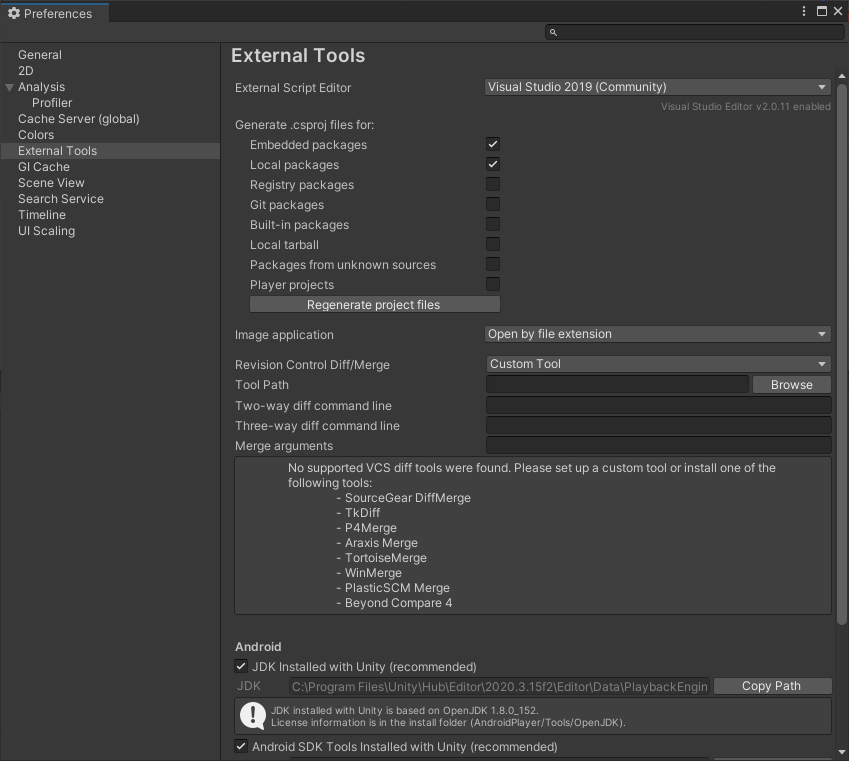 Preferences
General
2D
Analysis
Profiler
Cache Server (global)
Colors
External Tools
GI Cache
Scene View
Search Service
Timeline
UI Scaling
External Tools
External Script Editor Visual Studio 2019 (Community)
Visual Studio Editor v2.0.11 enabled
Generate .csproj files for:
Embedded packages
Local packages
Registry packages
Git packages
Built-in packages
Local tarball
Packages from unknown sources
Player projects
Regenerate project files
Image application Open by file extension
Revision Control Diff/Merge Custom Tool
Tool Path Browse
Two-way diff command line
Three-way diff command line
Merge arguments
No supported VCS diff tools were found. Please set up a custom tool or install one of the
following tools:
- SourceGear DiffMerge
- TkDiff
- P4Merge
- Araxis Merge
- TortoiseMerge
- WinMerge
- PlasticSCM Merge
- Beyond Compare 4
Android
JDK Installed with Unity (recommended)
JDK C:\Program Files\Unity\Hub\Editor\2020.3.15f2\Editor\Data\PlaybackEngin Copy Path
JDK installed with Unity is based on OpenJDK 1.8.0_152.
License information is in the install folder (AndroidPlayer/Tools/OpenJDK).
Android SDK Tools Installed with Unity (recommended)